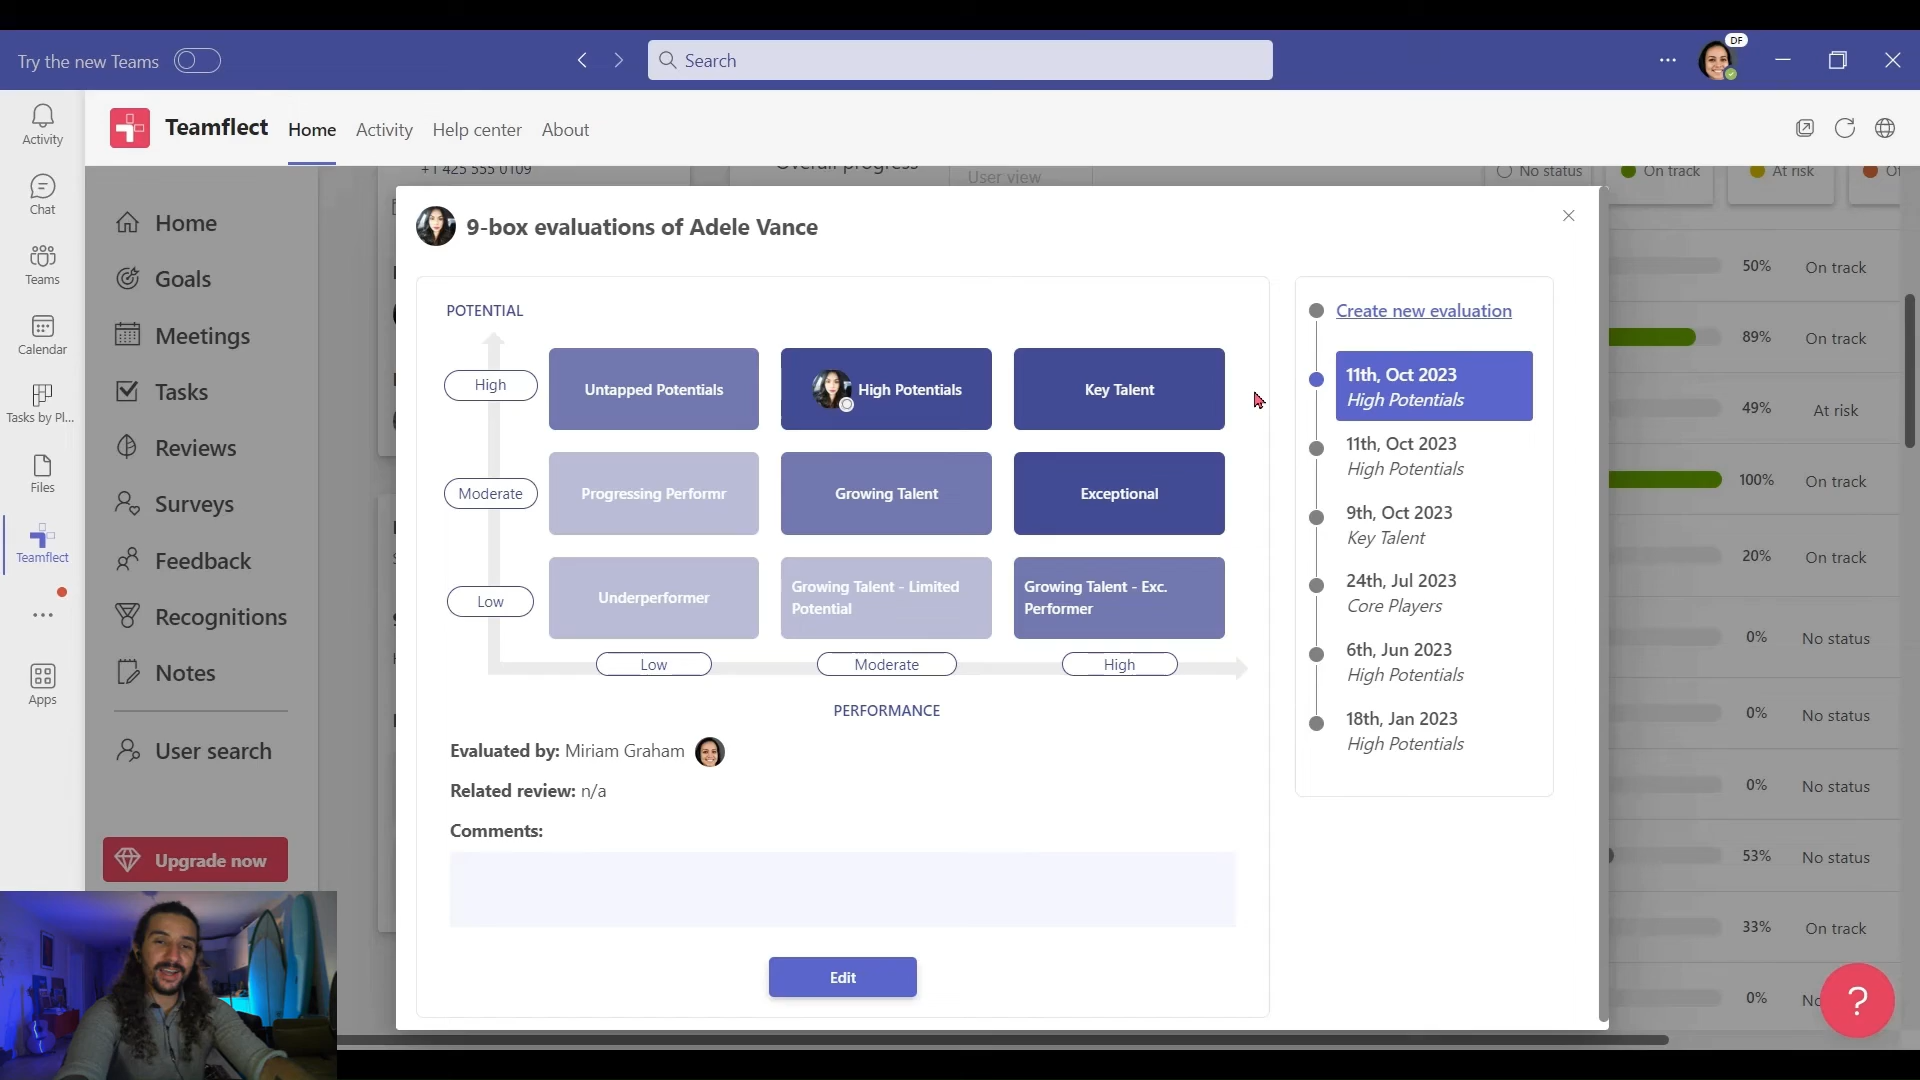 Try the new Teams
Search
DF
Activity
Chat
Teams
Calendar
Tasks by Pl...
Files
Teamflect
Apps
Teamflect
Home
Activity
Help center
About
Home
Goals
Meetings
Tasks
Reviews
Surveys
Feedback
Recognitions
Notes
User search
Upgrade now
+1 425 555 0109
Overall progress
User view
No status
On track
At risk
9-box evaluations of Adele Vance
POTENTIAL
High
Untapped Potentials
High Potentials
Key Talent
Moderate
Progressing Performr
Growing Talent
Exceptional
Low
Underperformer
Growing Talent - Limited
Potential
Growing Talent - Exc.
Performer
Low
Moderate
High
PERFORMANCE
Evaluated by: Miriam Graham
Related review: n/a
Comments:
Edit
Create new evaluation
11th, Oct 2023
High Potentials
11th, Oct 2023
High Potentials
9th, Oct 2023
Key Talent
24th, Jul 2023
Core Players
6th, Jun 2023
High Potentials
18th, Jan 2023
High Potentials
50% On track
89% On track
49% At risk
100% On track
20% On track
0% No status
0% No status
0% No status
53% No status
33% On track
0%
?